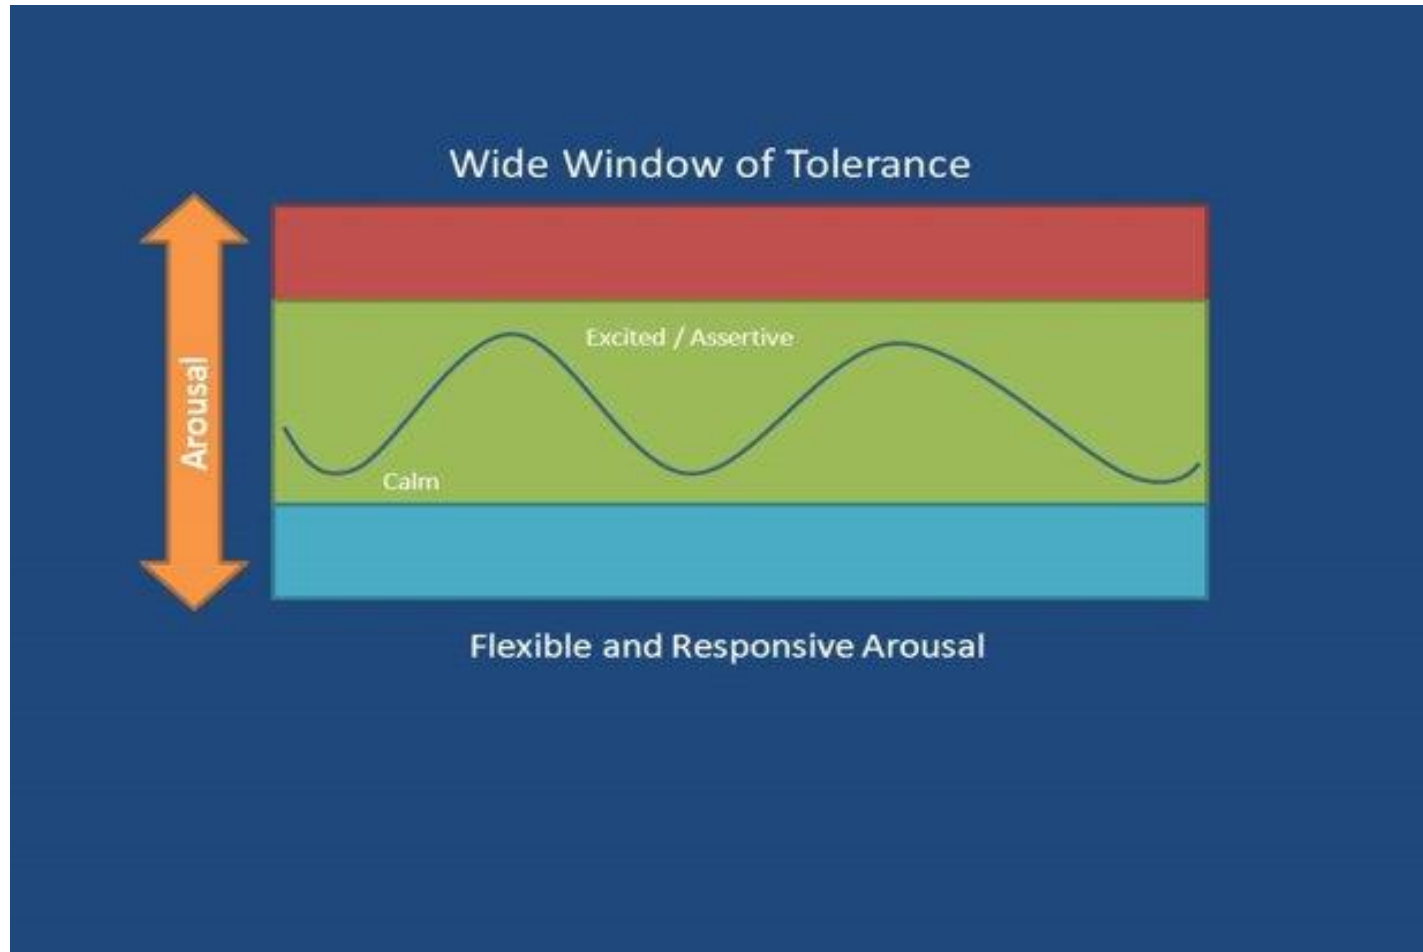 Wide Window of Tolerance
Arousal
Excited / Assertive
Calm
Flexible and Responsive Arousal